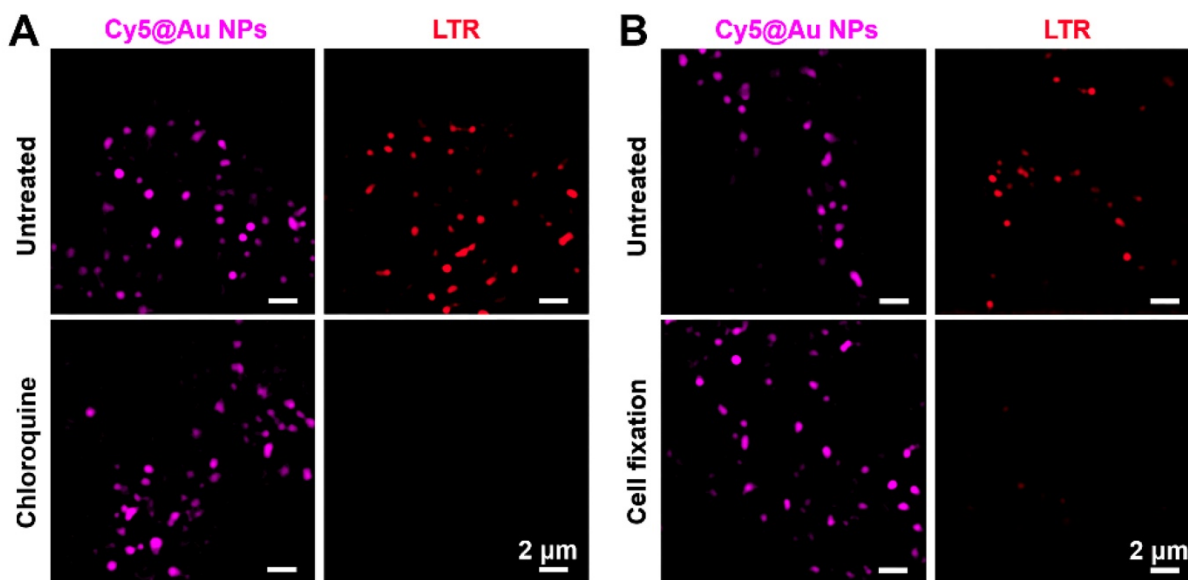 A
Cy5@Au NPs
LTR
B
Cy5@Au NPs
LTR
Untreated
Untreated
Chloroquine
2 µm
Cell fixation
2 µm